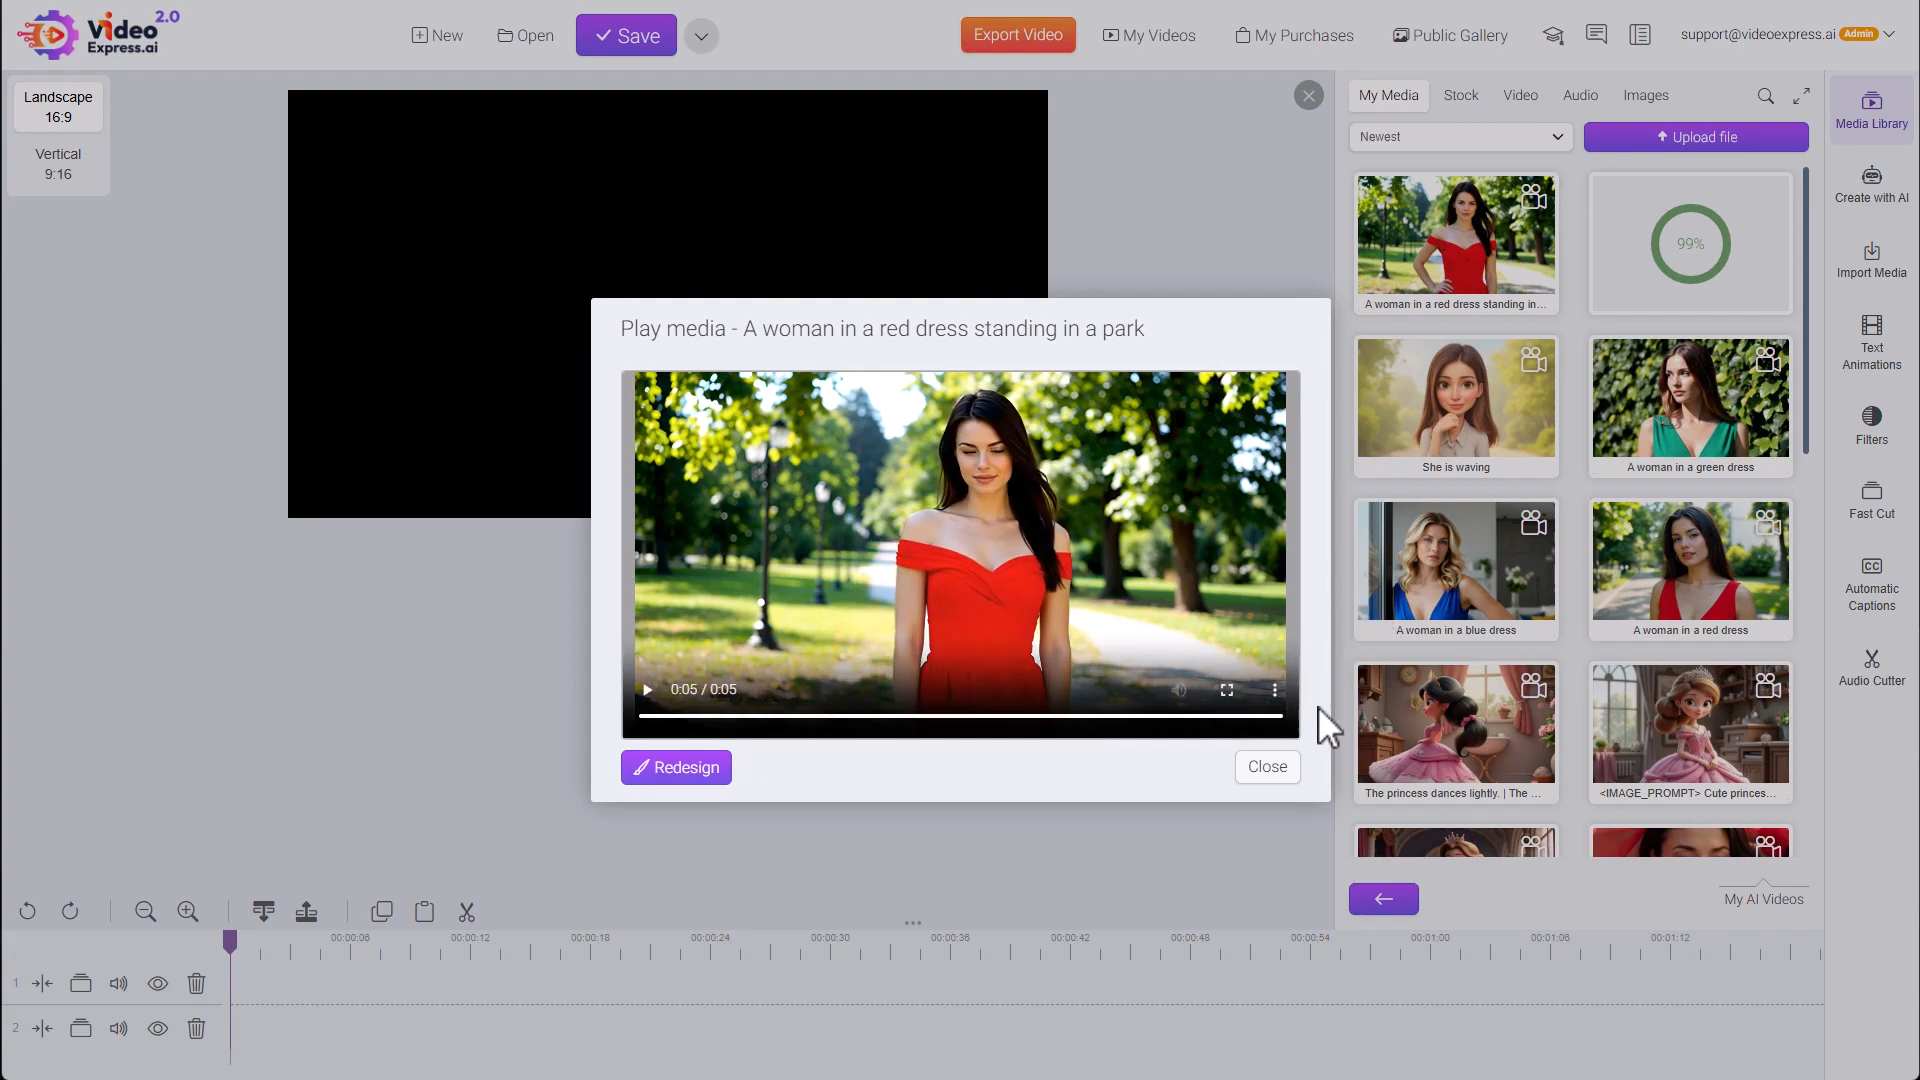 Video 2.0
Express.ai
New
Open
Save
Export Video
My Videos
My Purchases
Public Gallery
support@videoexpress.ai Admin
Landscape
16:9
Vertical
9:16
My Media
Stock
Video
Audio
Images
Newest
Upload file
A woman in a red dress standing in...
99%
She is waving
A woman in a green dress
A woman in a blue dress
A woman in a red dress
The princess dances lightly. | The ...
<IMAGE_PROMPT> Cute princes...
My AI Videos
Media Library
Create with AI
Import Media
Text
Animations
Filters
Fast Cut
CC
Automatic
Captions
Audio Cutter
Play media - A woman in a red dress standing in a park
0:05 / 0:05
Redesign
Close
00:00:06
00:00:12
00:00:18
00:00:24
00:00:30
00:00:36
00:00:42
00:00:48
00:00:54
00:01:00
00:01:06
00:01:12
1
2